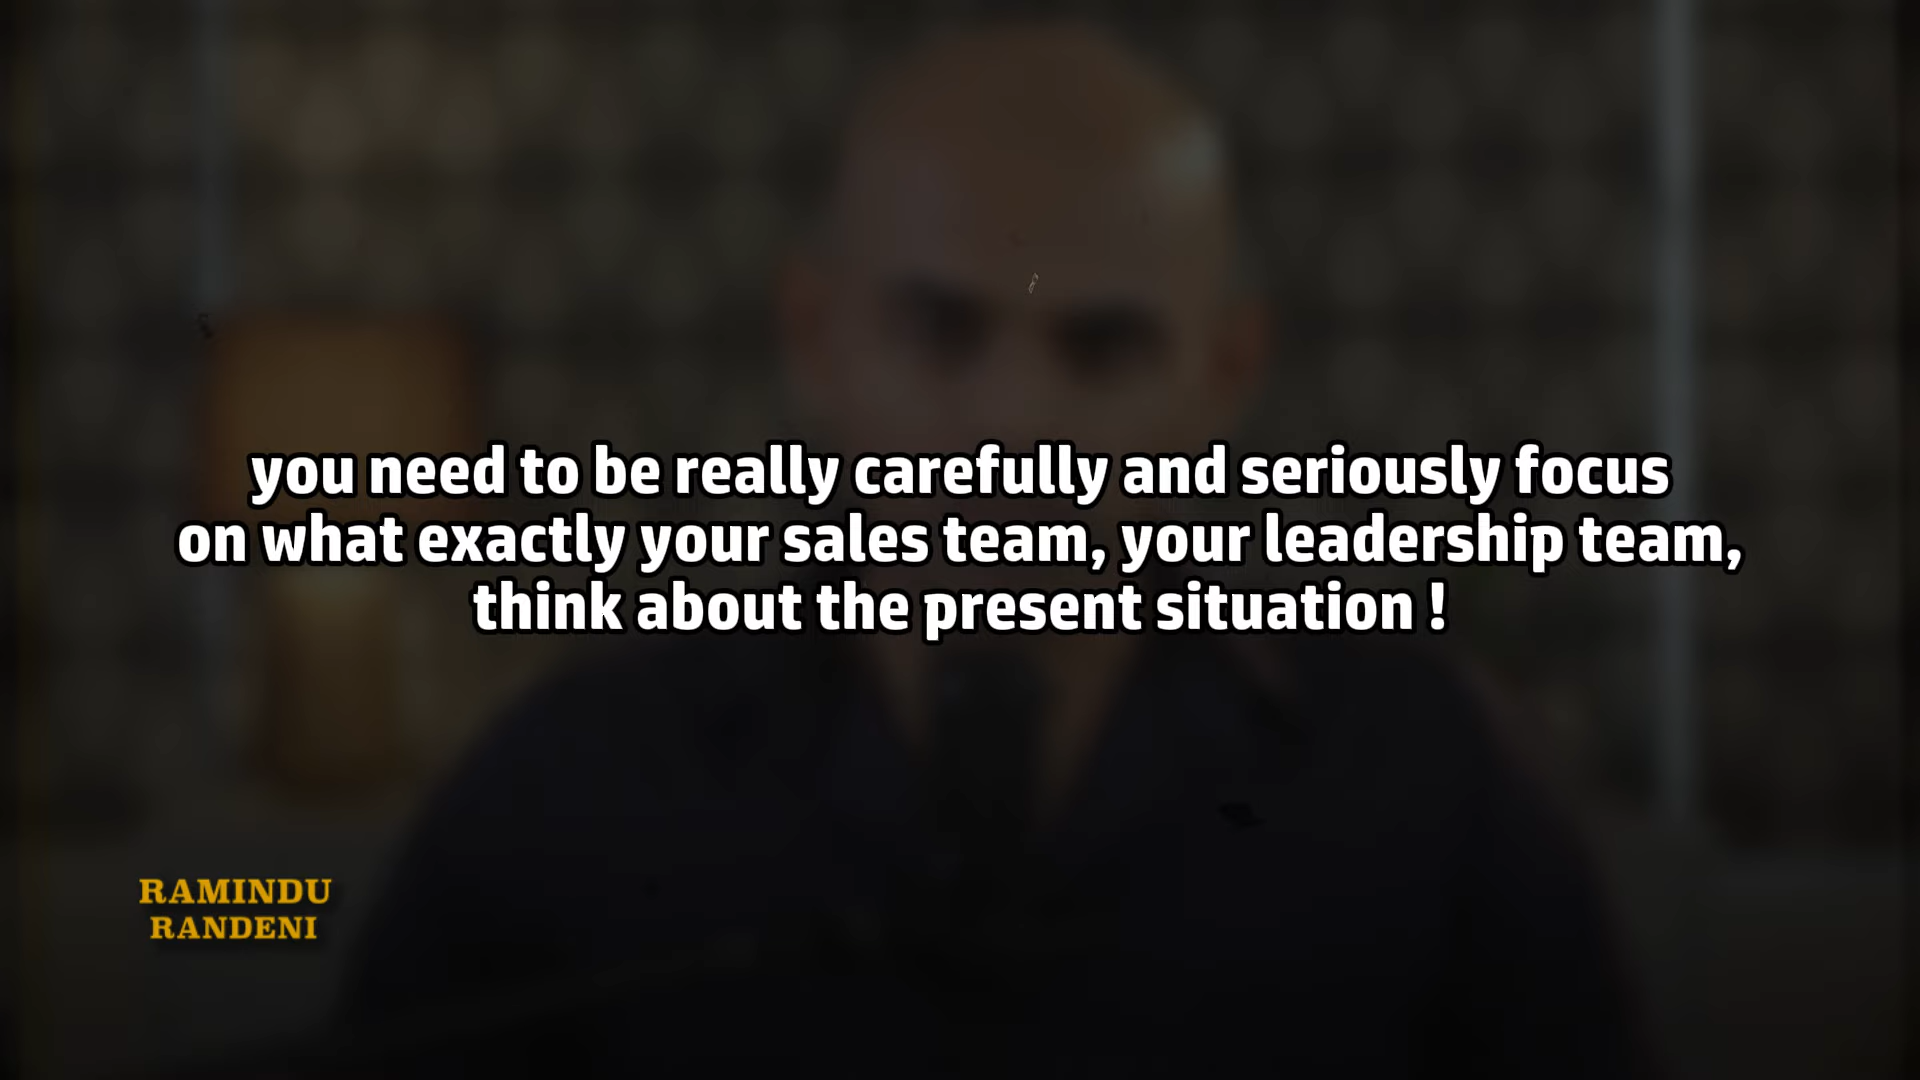 you need to be really carefully and seriously focus
on what exactly your sales team, your leadership team,
think about the present situation !
RAMINDU
RANDENI